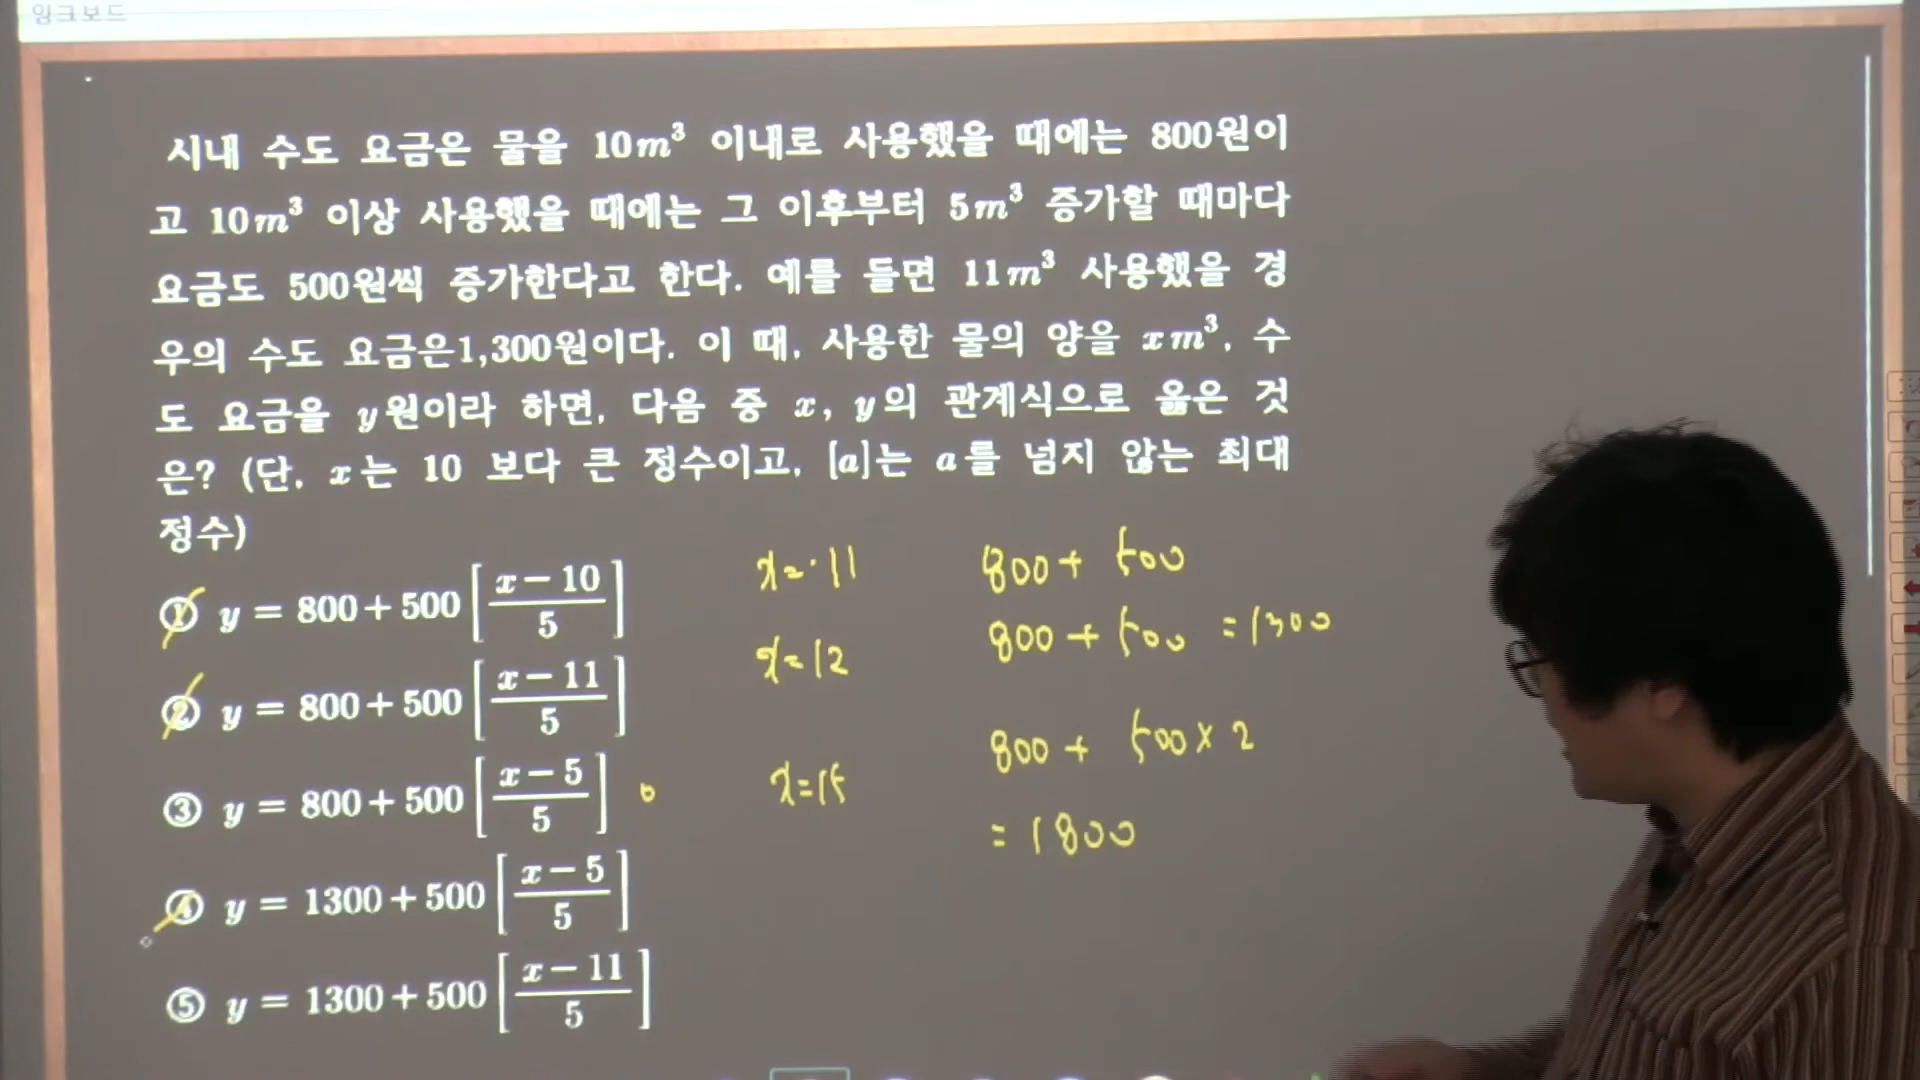 잉크보드
시내 수도 요금은 물을 10m³ 이내로 사용했을 때에는 800원이
고 10m³ 이상 사용했을 때에는 그 이후부터 5m³ 증가할 때마다
요금도 500원씩 증가한다고 한다. 예를 들면 11m³ 사용했을 경
우의 수도 요금은1,300원이다. 이 때, 사용한 물의 양을 xm³, 수
도 요금을 y원이라 하면, 다음 중 x, y의 관계식으로 옳은 것
은? (단, x는 10 보다 큰 정수이고, [a]는 a를 넘지 않는 최대
정수)
① y = 800+500[(x-10)/5]
② y = 800+500[(x-11)/5]
③ y = 800+500[(x-5)/5]
④ y = 1300+500[(x-5)/5]
⑤ y = 1300+500[(x-11)/5]
x=11 800+500
x=12 800+500 =1300
x=15 800+500×2
=1800